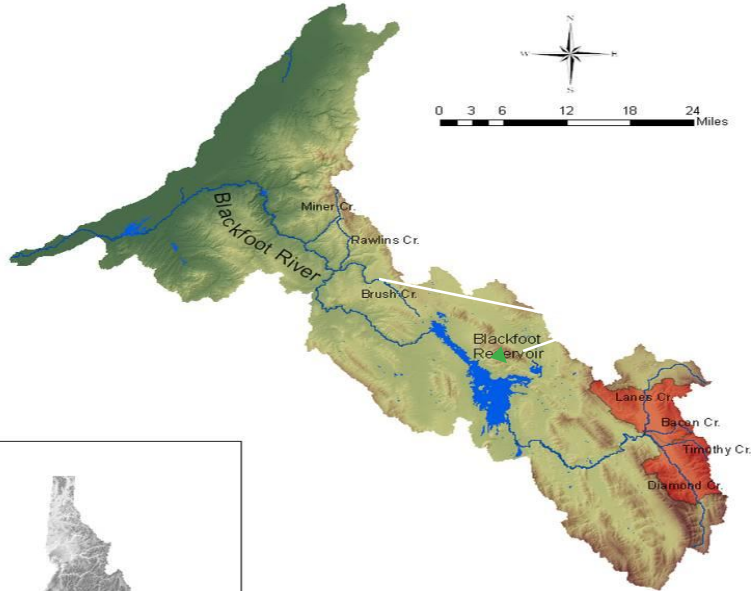 N
W E
S
0 3 6 12 18 24
Miles
Miner Cr.
Blackfoot River
Rawlins Cr.
Brush Cr.
Blackfoot
Reservoir
Lanes Cr.
Bacon Cr.
Timothy Cr.
Diamond Cr.